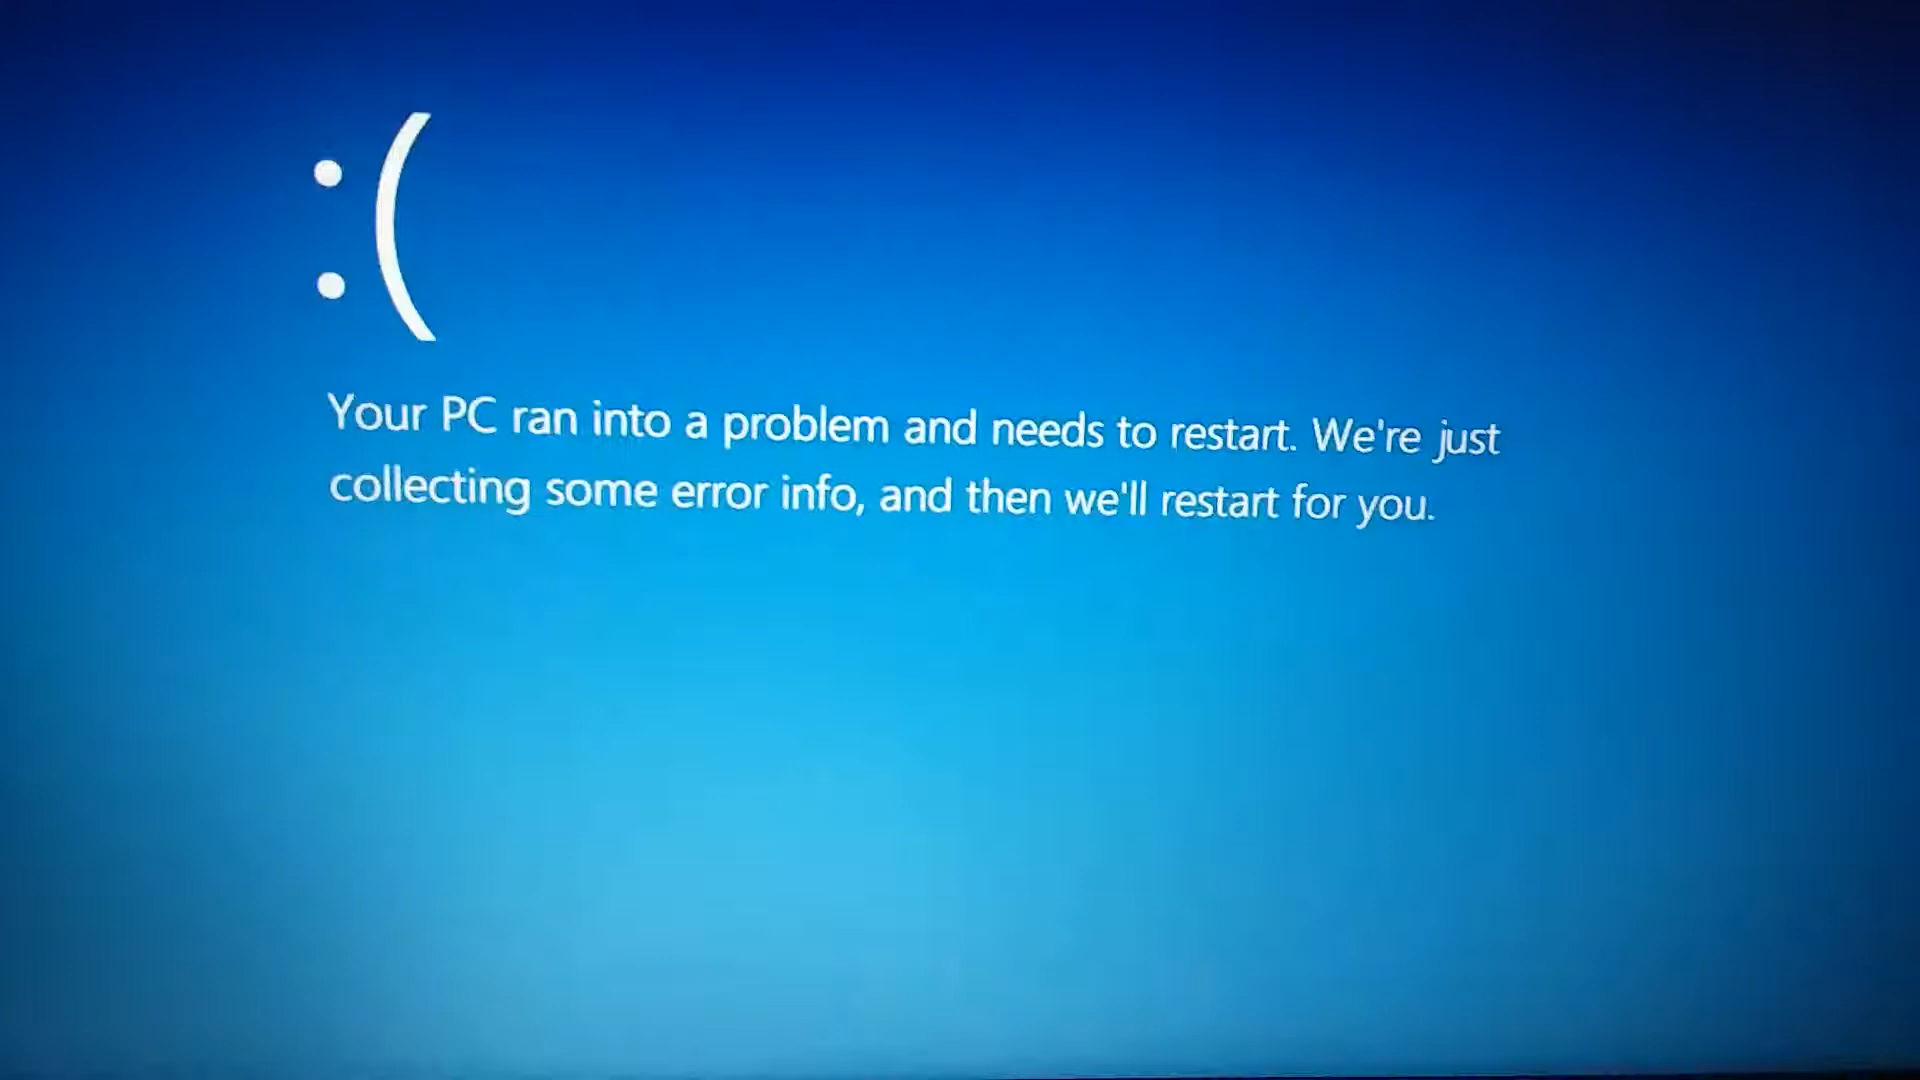 :(
Your PC ran into a problem and needs to restart. We're just
collecting some error info, and then we'll restart for you.